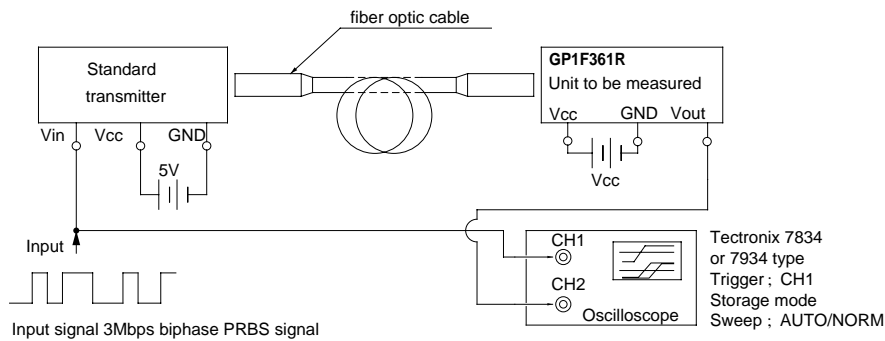 fiber optic cable
Standard
transmitter
Vin Vcc GND
5V
GP1F361R
Unit to be measured
Vcc GND Vout
Vcc
Input
Input signal 3Mbps biphase PRBS signal
CH1
CH2
Oscilloscope
Tectronix 7834
or 7934 type
Trigger ; CH1
Storage mode
Sweep ; AUTO/NORM